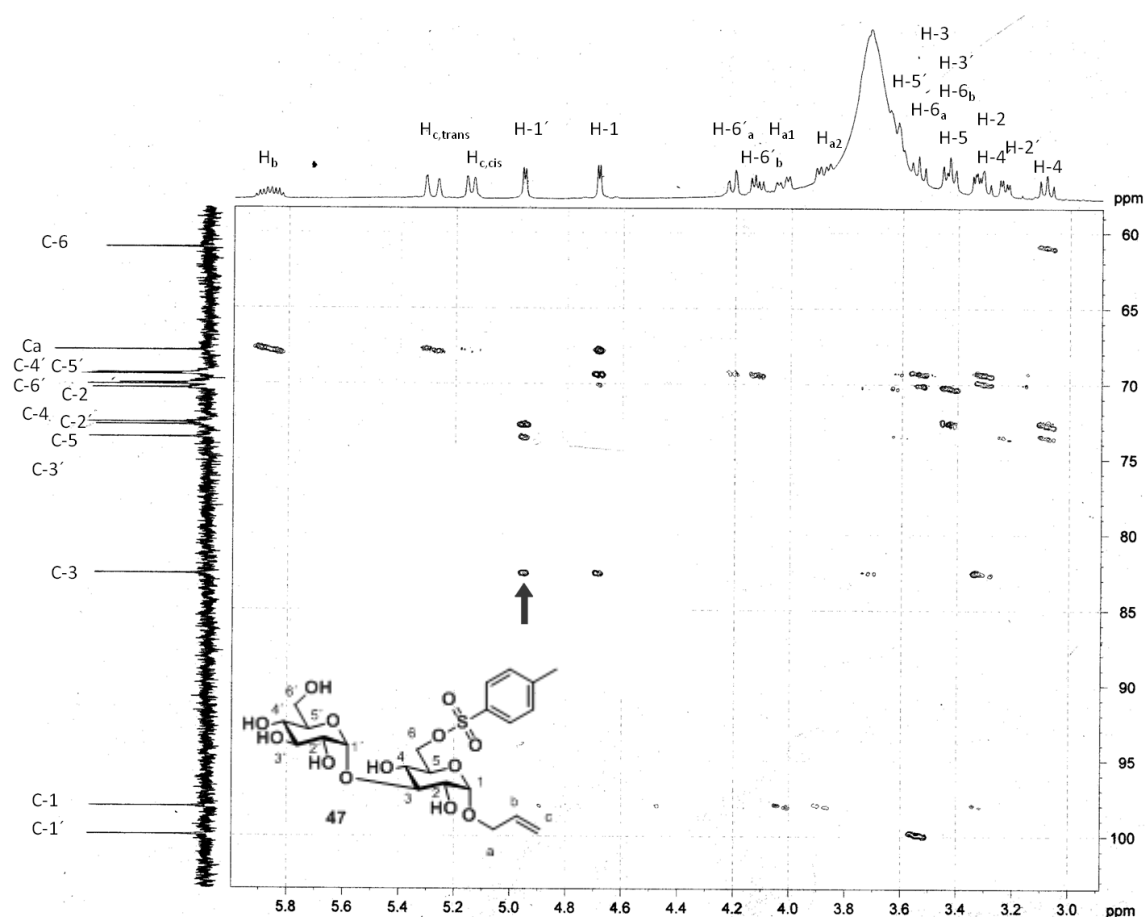 H-3
H-3´
H-5´
H-6b
H-6a
H-2
H-6´a
Ha1
H-5
H-1´
H-1
Hc,trans
Ha2
H-2´
Hb
Hc,cis
H-6´b
H-4´
H-4
ppm
C-6
60
65
Ca
C-4´ C-5´
C-6´
70
C-2
C-4
C-2´
C-5
75
C-3´
80
C-3
85
6´ OH
4´
HO
5´
O
HO
3´
2´
HO
1´
O
O
S
O
O
6
4
HO
5
O
1
3
2
HO
O
b
c
a
47
90
95
C-1
C-1´
100
5.8 5.6 5.4 5.2 5.0 4.8 4.6 4.4 4.2 4.0 3.8 3.6 3.4 3.2 3.0 ppm